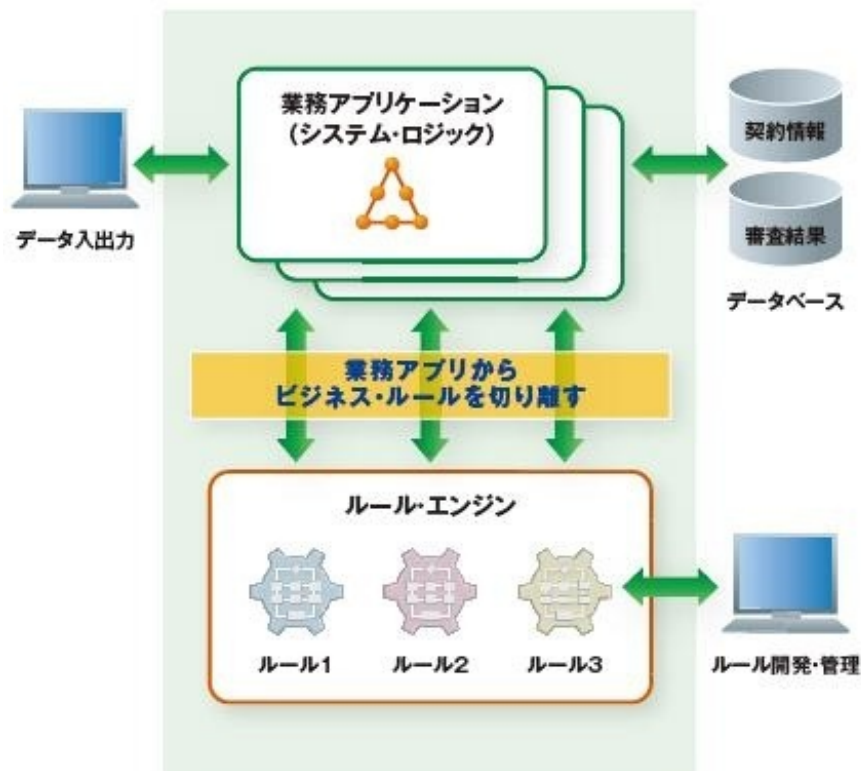 業務アプリケーション
(システム・ロジック)
データ入出力
契約情報
審査結果
データベース
業務アプリから
ビジネス・ルールを切り離す
ルール・エンジン
ルール1
ルール2
ルール3
ルール開発・管理